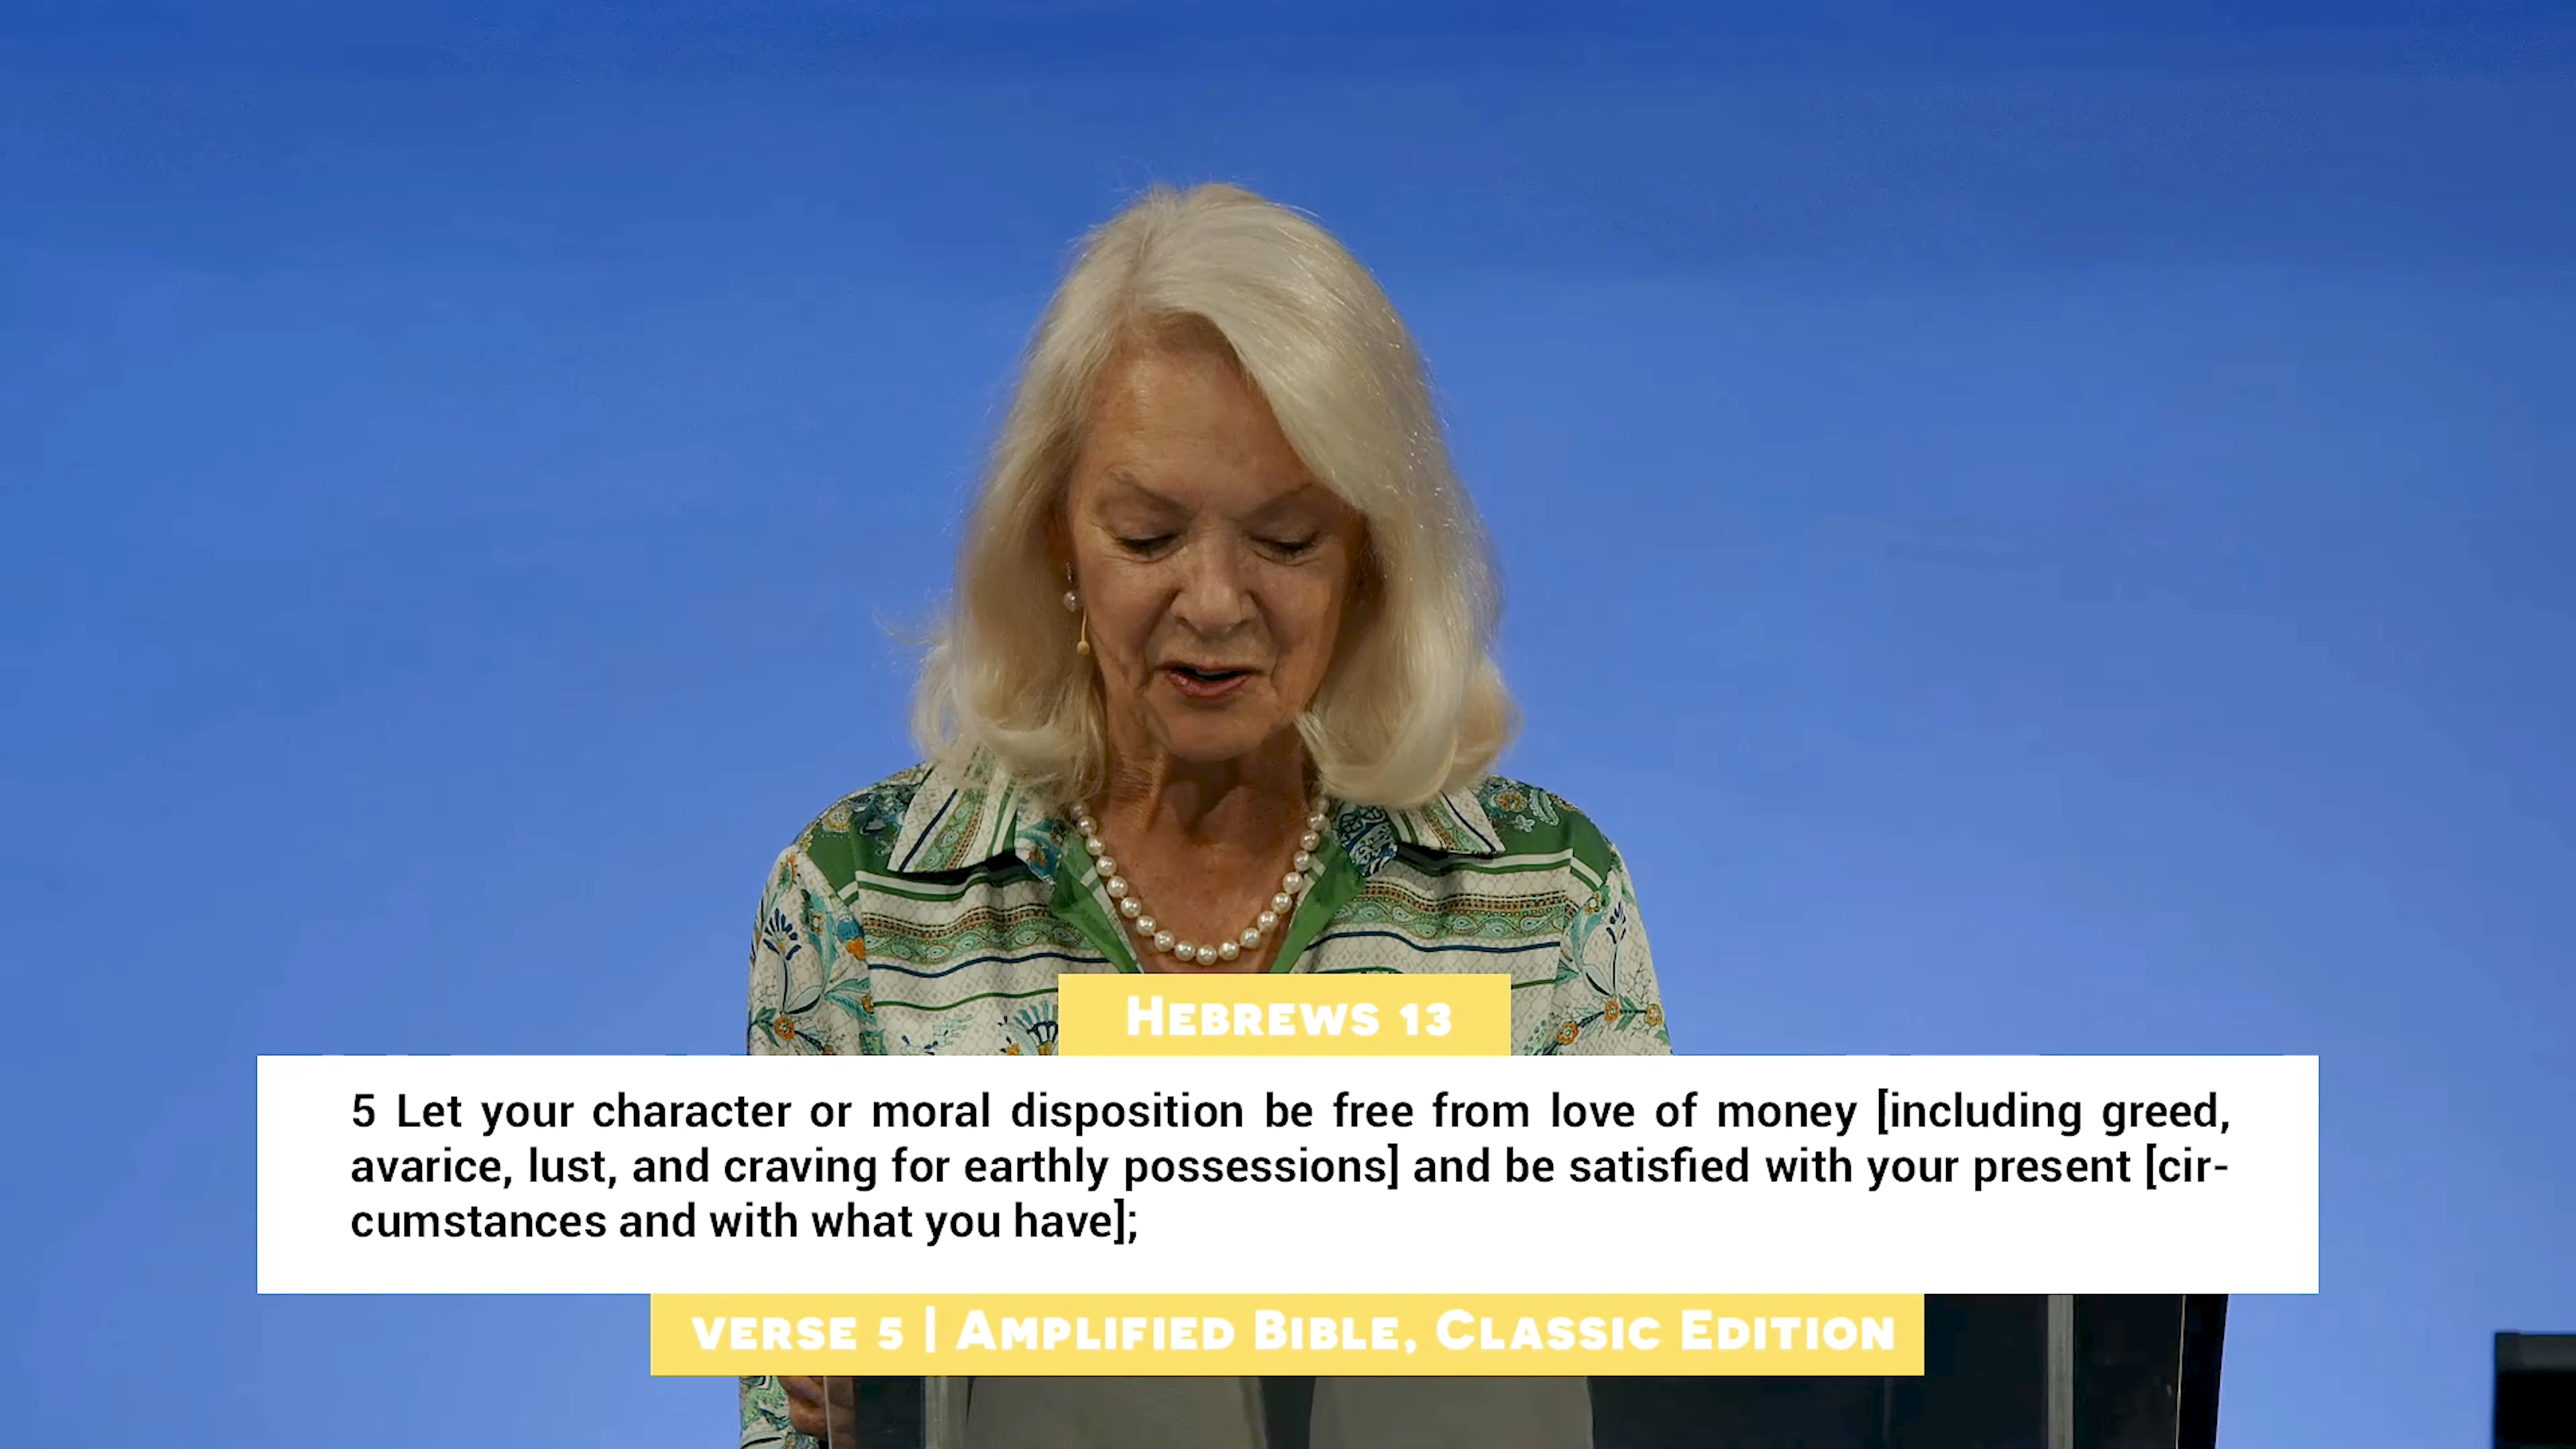 Hebrews 13
5 Let your character or moral disposition be free from love of money [including greed,
avarice, lust, and craving for earthly possessions] and be satisfied with your present [cir-
cumstances and with what you have];
verse 5 | Amplified Bible, Classic Edition